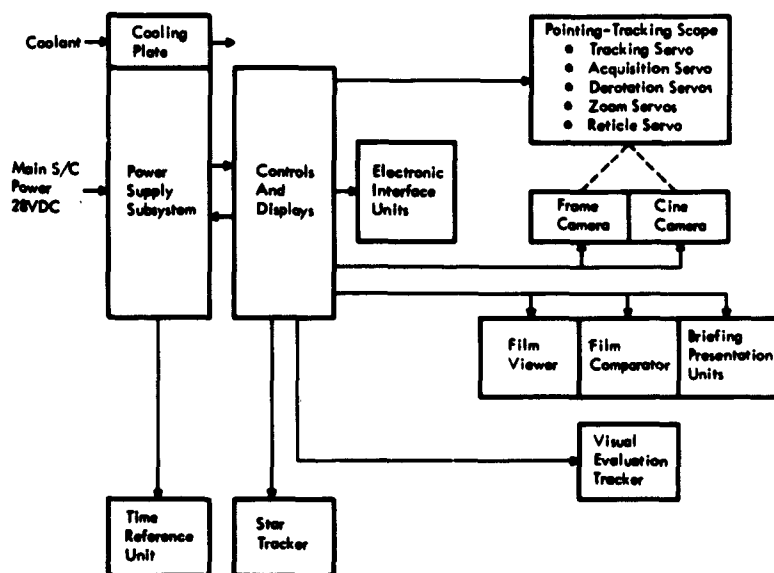 Coolant
Cooling
Plate
Main S/C
Power
28VDC
Power
Supply
Subsystem
Controls
And
Displays
Electronic
Interface
Units
Pointing-Tracking Scope
● Tracking Servo
● Acquisition Servo
● Derotation Servos
● Zoom Servos
● Reticle Servo
Frame
Camera
Cine
Camera
Film
Viewer
Film
Comparator
Briefing
Presentation
Units
Visual
Evaluation
Tracker
Time
Reference
Unit
Star
Tracker